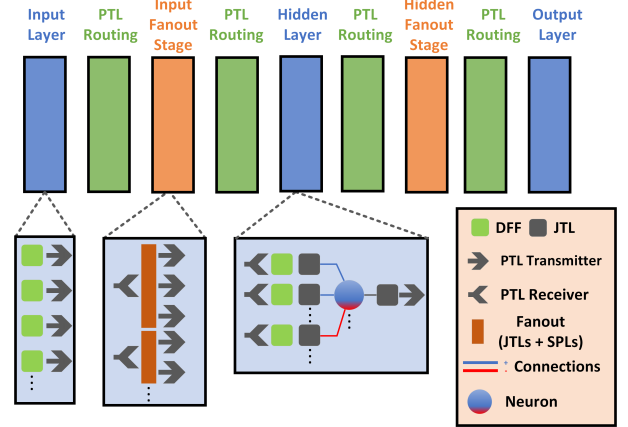 Input
Layer
PTL
Routing
Input
Fanout
Stage
PTL
Routing
Hidden
Layer
PTL
Routing
Hidden
Fanout
Stage
PTL
Routing
Output
Layer
DFF
JTL
PTL Transmitter
PTL Receiver
Fanout
(JTLs + SPLs)
+
-
Connections
Neuron